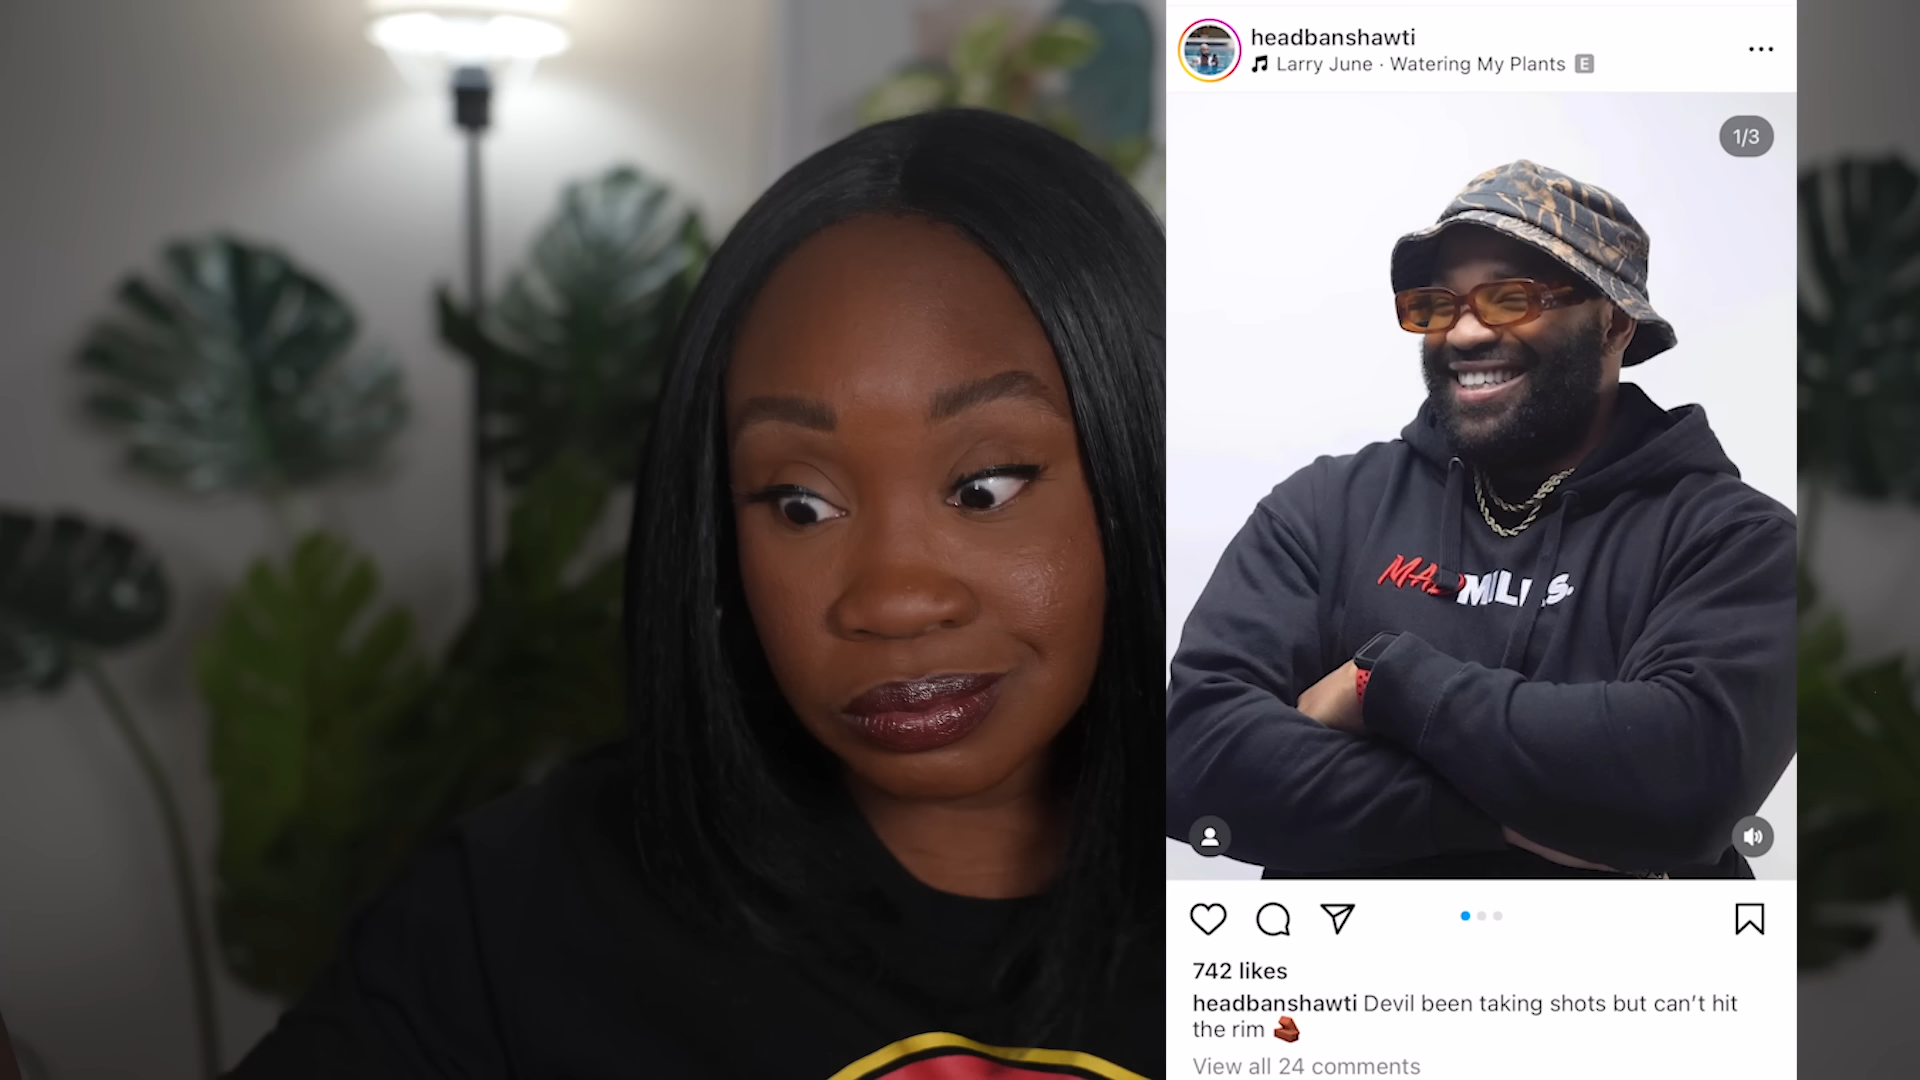 headbanshawti
Larry June · Watering My Plants E
1/3
742 likes
headbanshawti Devil been taking shots but can’t hit
the rim
View all 24 comments